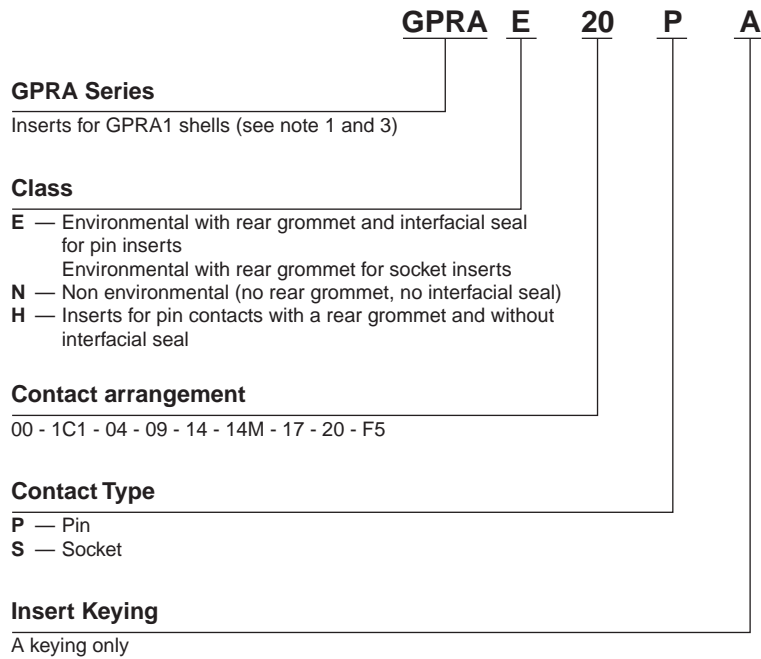 GPRA E 20 P A
GPRA Series
Inserts for GPRA1 shells (see note 1 and 3)
Class
E — Environmental with rear grommet and interfacial seal
for pin inserts
Environmental with rear grommet for socket inserts
N — Non environmental (no rear grommet, no interfacial seal)
H — Inserts for pin contacts with a rear grommet and without
interfacial seal
Contact arrangement
00 - 1C1 - 04 - 09 - 14 - 14M - 17 - 20 - F5
Contact Type
P — Pin
S — Socket
Insert Keying
A keying only